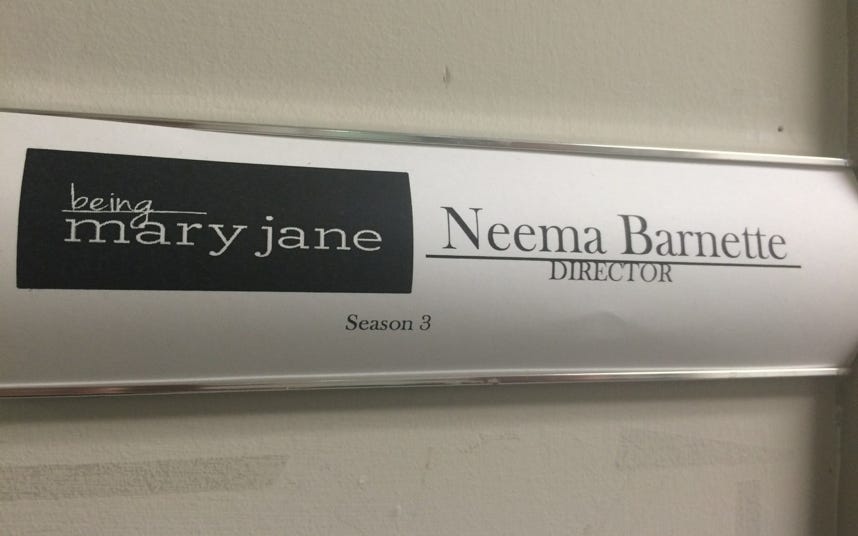 being
mary jane
Neema Barnette
DIRECTOR
Season 3